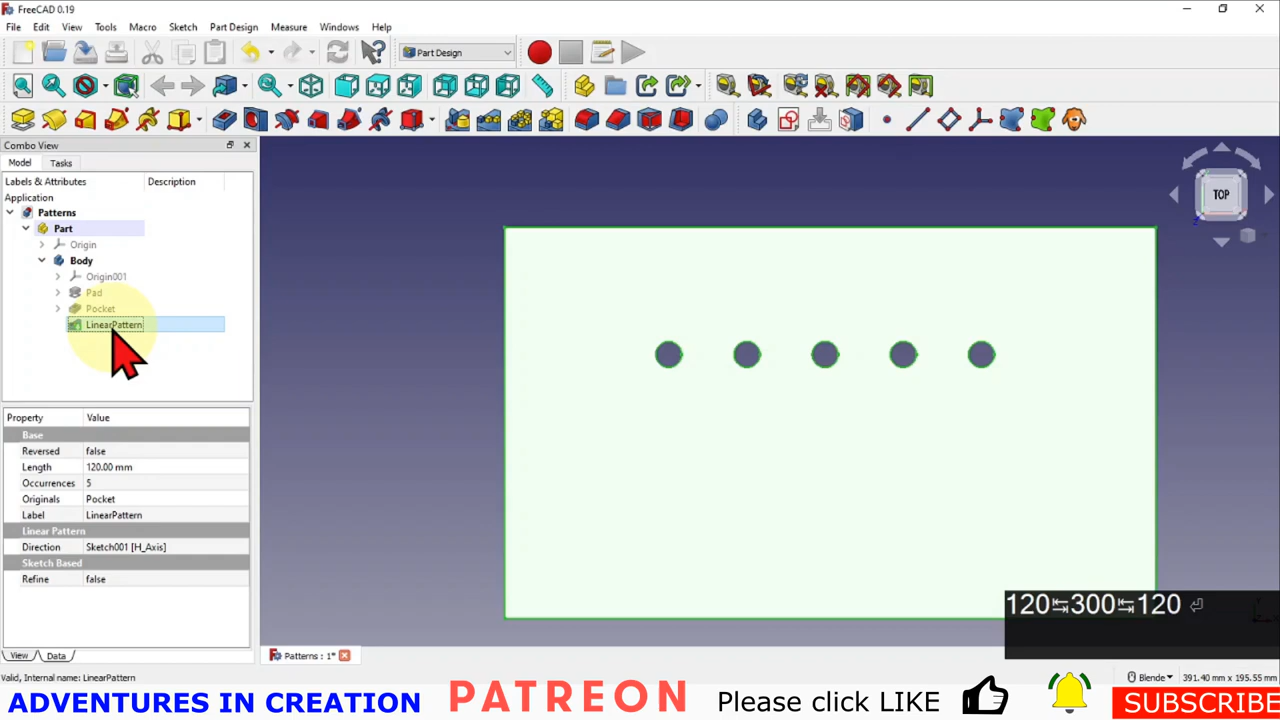 FreeCAD 0.19
File Edit View Tools Macro Sketch Part Design Measure Windows Help
Part Design
Combo View
Model Tasks
Labels & Attributes Description
Application
Patterns
Part
Origin
Body
Origin001
Pad
Pocket
LinearPattern
TOP
Property Value
Base
Reversed false
Length 120.00 mm
Occurrences 5
Originals Pocket
Label LinearPattern
Linear Pattern
Direction Sketch001 [H_Axis]
Sketch Based
Refine false
120↹300↹120 ⏎
View Data
Patterns : 1*
Valid, Internal name: LinearPattern
Blende 391.40 mm x 195.55 mm
ADVENTURES IN CREATION PATREON Please click LIKE SUBSCRIBE